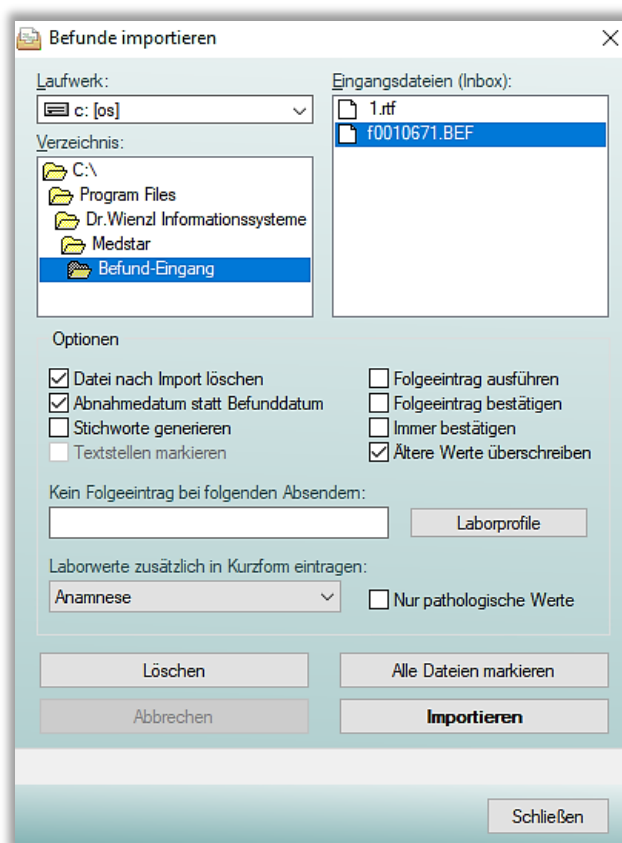 Befunde importieren
Laufwerk:
c: [os]
Verzeichnis:
C:\
Program Files
Dr.Wienzl Informationssysteme
Medstar
Befund-Eingang
Eingangsdateien (Inbox):
1.rtf
f0010671.BEF
Optionen
Datei nach Import löschen
Abnahmedatum statt Befunddatum
Stichworte generieren
Textstellen markieren
Folgeeintrag ausführen
Folgeeintrag bestätigen
Immer bestätigen
Ältere Werte überschreiben
Kein Folgeeintrag bei folgenden Absendern:
Laborprofile
Laborwerte zusätzlich in Kurzform eintragen:
Anamnese
Nur pathologische Werte
Löschen
Alle Dateien markieren
Abbrechen
Importieren
Schließen